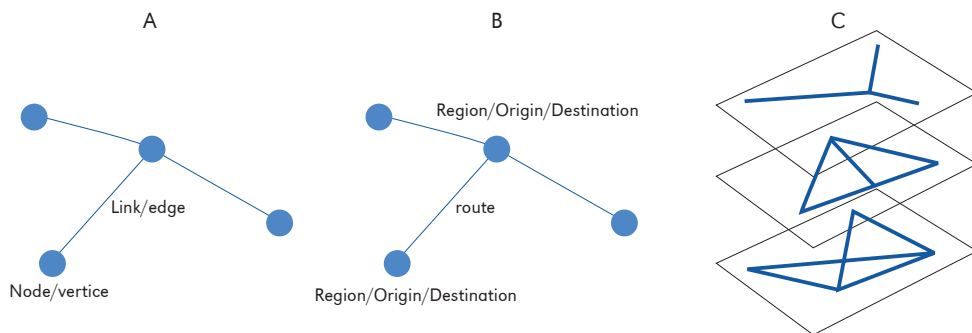 A
B
C
Region/Origin/Destination
Link/edge
route
Node/vertice
Region/Origin/Destination